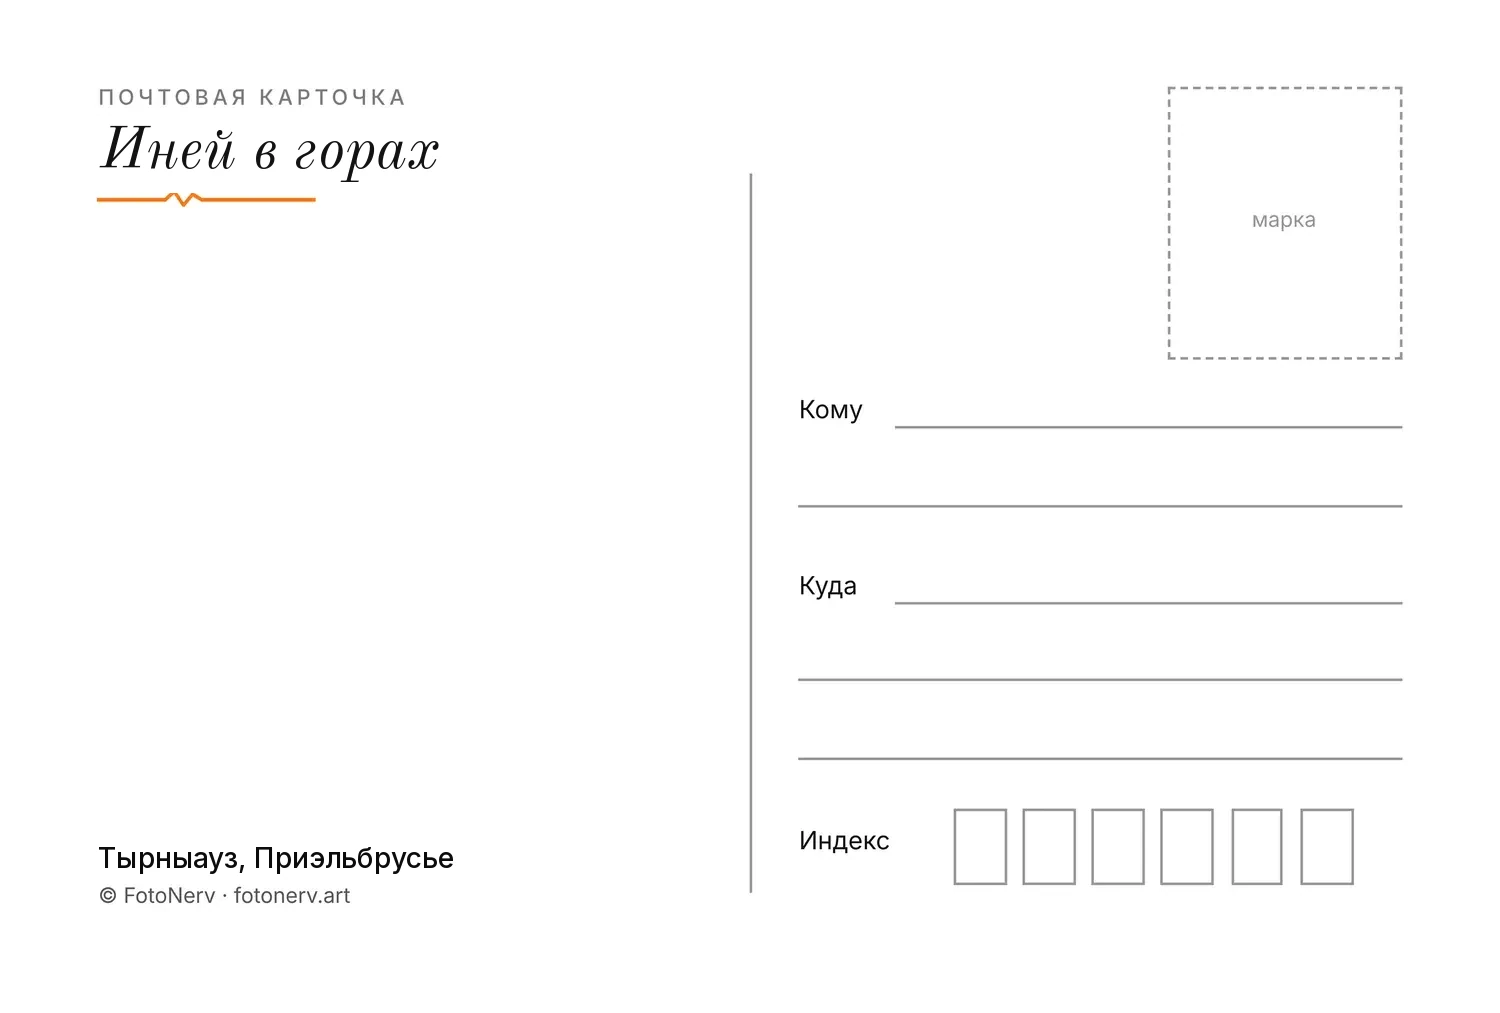 ПОЧТОВАЯ КАРТОЧКА
Иней в горах
марка
Кому
Куда
Индекс
Тырныауз, Приэльбрусье
© FotoNerv · fotonerv.art